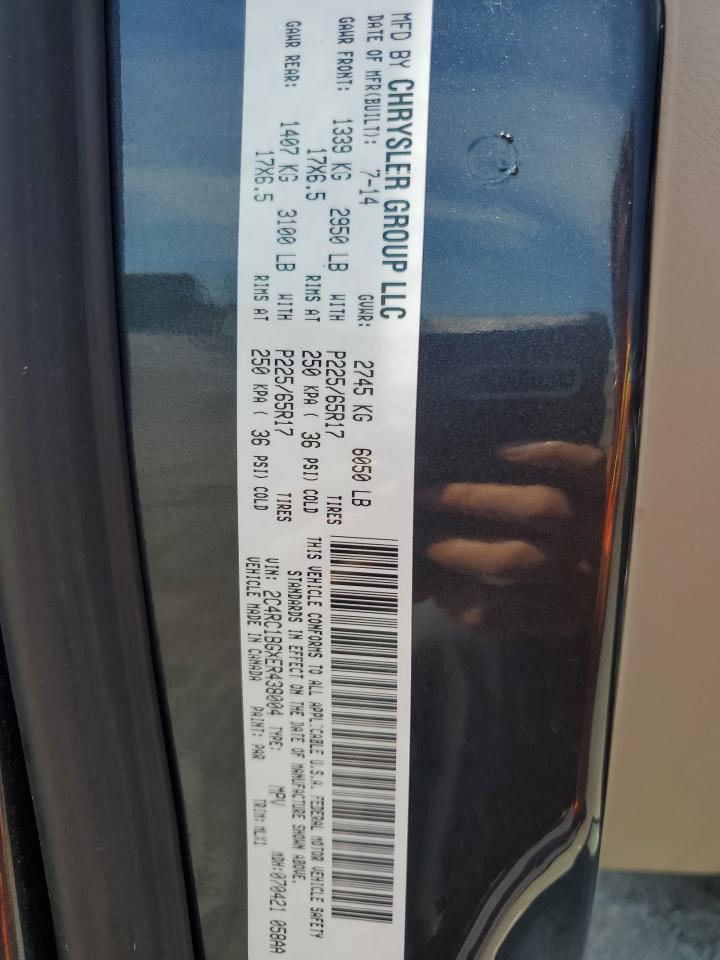 MFD BY CHRYSLER GROUP LLC
DATE OF MFR(BUILT): 7-14 GVWR: 2745 KG 6050 LB
GAWR FRONT: 1339 KG 2950 LB WITH P225/65R17 TIRES
17X6.5 RIMS AT 250 KPA ( 36 PSI) COLD
GAWR REAR: 1407 KG 3100 LB WITH P225/65R17 TIRES
17X6.5 RIMS AT 250 KPA ( 36 PSI) COLD
THIS VEHICLE CONFORMS TO ALL APPLICABLE U.S.A. FEDERAL MOTOR VEHICLE SAFETY
STANDARDS IN EFFECT ON THE DATE OF MANUFACTURE SHOWN ABOVE.
VIN: 2C4RC1BGXER438004 TYPE: MPV MDH:070421 058AA
VEHICLE MADE IN CANADA PAINT: PAR TRIM: MLX1